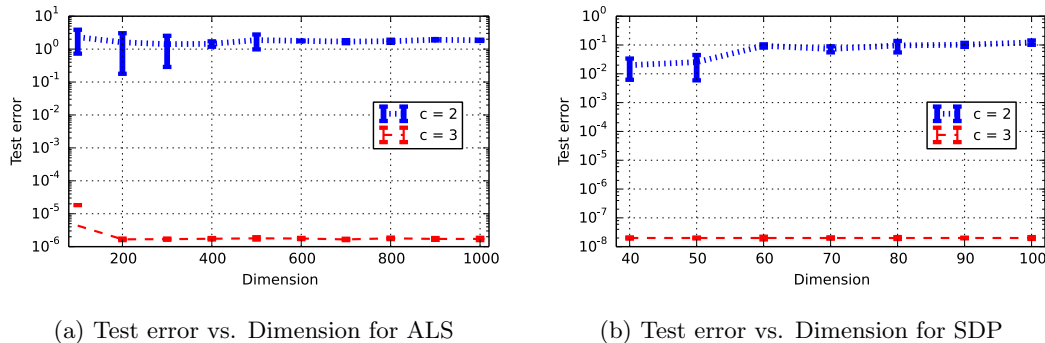 10^1
10^0
10^-1
10^-2
10^-3
10^-4
10^-5
10^-6
Test error
200 400 600 800 1000
Dimension
c = 2
c = 3
(a) Test error vs. Dimension for ALS
10^0
10^-1
10^-2
10^-3
10^-4
10^-5
10^-6
10^-7
10^-8
Test error
40 50 60 70 80 90 100
Dimension
c = 2
c = 3
(b) Test error vs. Dimension for SDP